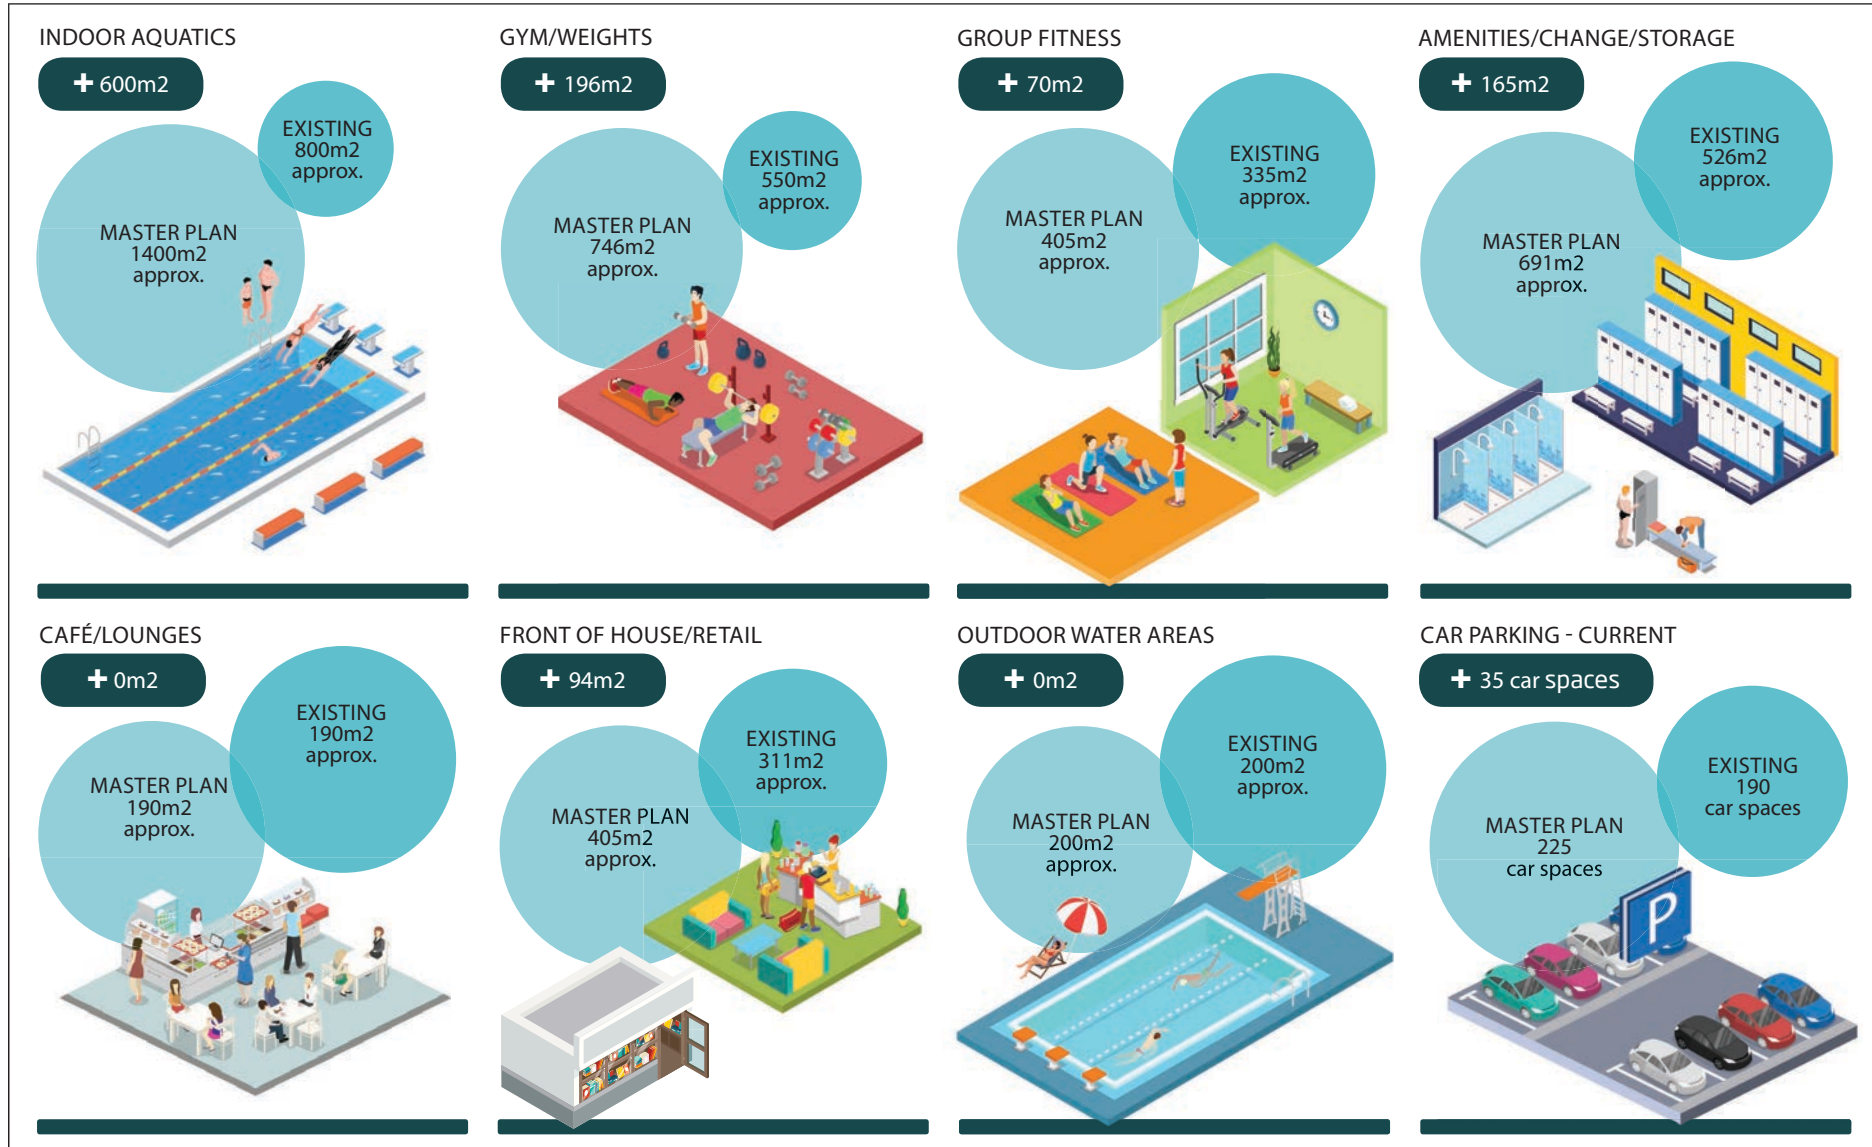 INDOOR AQUATICS
+ 600m2
EXISTING
800m2
approx.
MASTER PLAN
1400m2
approx.
GYM/WEIGHTS
+ 196m2
EXISTING
550m2
approx.
MASTER PLAN
746m2
approx.
GROUP FITNESS
+ 70m2
EXISTING
335m2
approx.
MASTER PLAN
405m2
approx.
AMENITIES/CHANGE/STORAGE
+ 165m2
EXISTING
526m2
approx.
MASTER PLAN
691m2
approx.
CAFÉ/LOUNGES
+ 0m2
EXISTING
190m2
approx.
MASTER PLAN
190m2
approx.
FRONT OF HOUSE/RETAIL
+ 94m2
EXISTING
311m2
approx.
MASTER PLAN
405m2
approx.
OUTDOOR WATER AREAS
+ 0m2
EXISTING
200m2
approx.
MASTER PLAN
200m2
approx.
CAR PARKING - CURRENT
+ 35 car spaces
EXISTING
190
car spaces
MASTER PLAN
225
car spaces
P